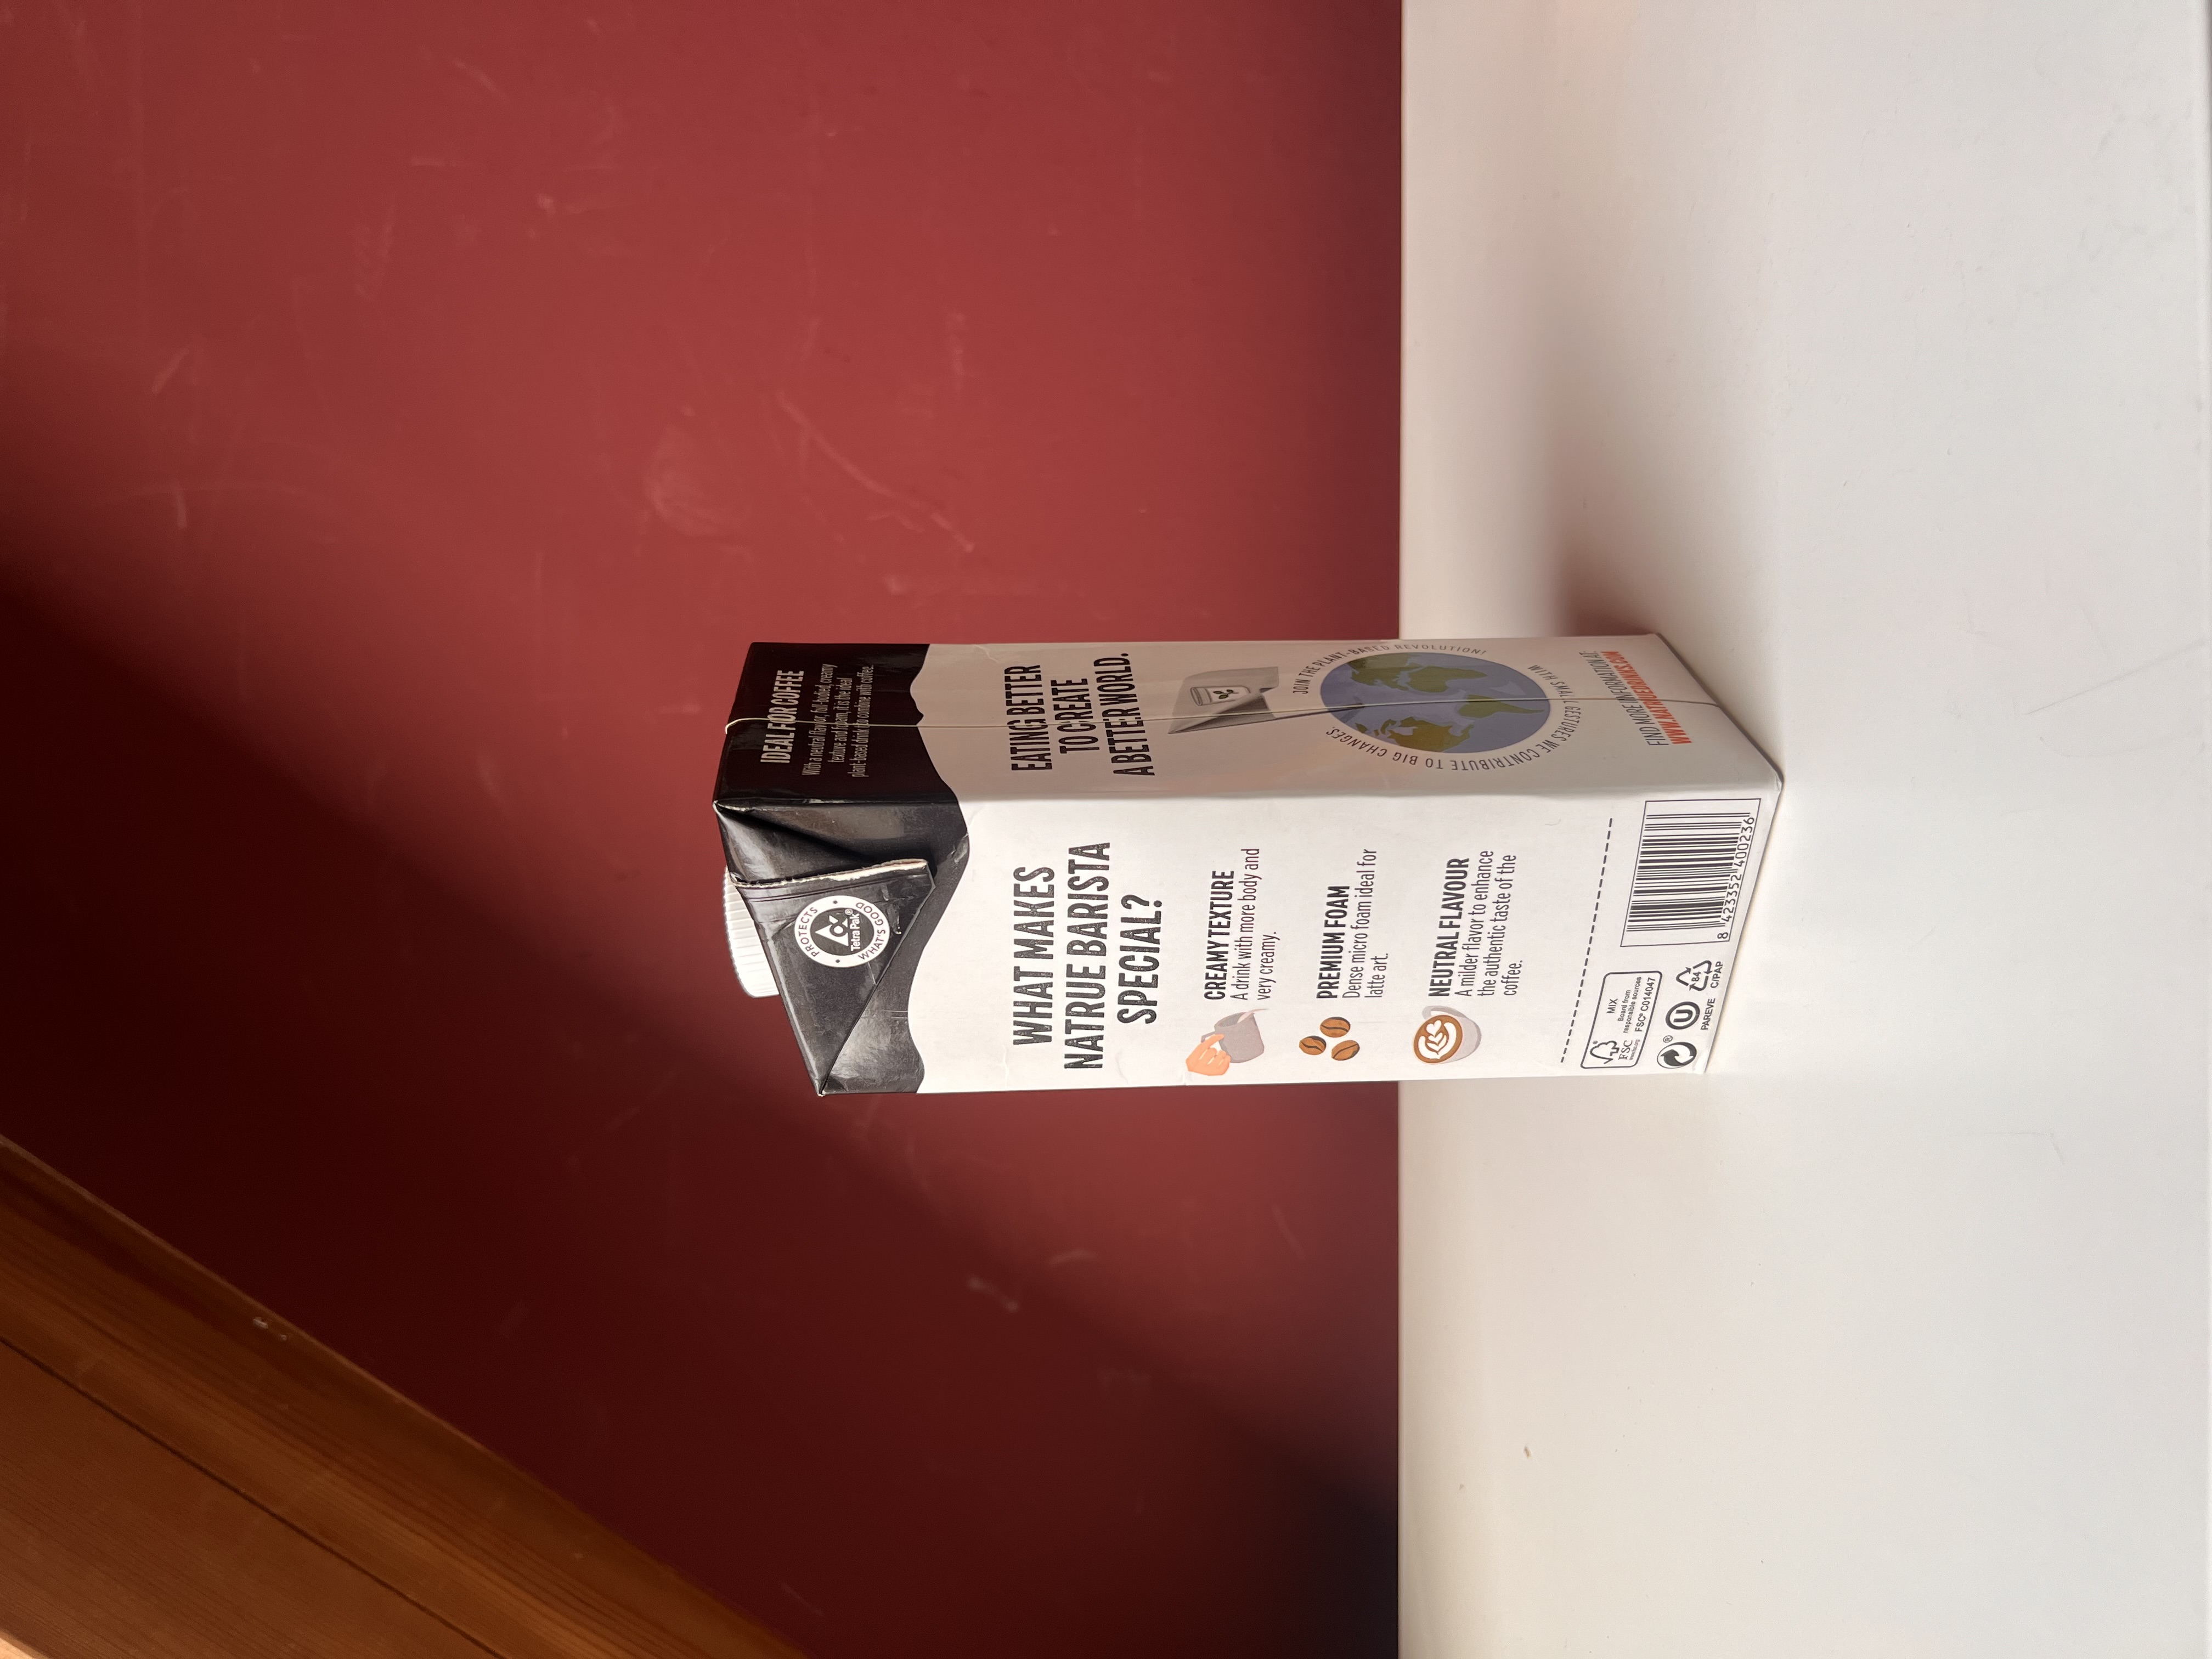 PROTECTS
Tetra Pak®
WHAT'S GOOD
WHAT MAKES
NATRUE BARISTA
SPECIAL?
CREAMY TEXTURE
A drink with more body and
very creamy.
PREMIUM FOAM
Dense micro foam ideal for
latte art.
NEUTRAL FLAVOUR
A milder flavor to enhance
the authentic taste of the
coffee.
FSC
www.fsc.org
MIX
Board from
responsible sources
FSC® C014047
®
U
PAREVE
84
C/PAP
8 423352 400236
IDEAL FOR COFFEE
With a neutral flavor, full-bodied, creamy
texture and foam, it is the ideal
plant-based drink to combine with coffee.
EATING BETTER
TO CREATE
A BETTER WORLD.
JOIN THE PLANT-BASED REVOLUTION!
WITH SMALL GESTURES WE CONTRIBUTE TO BIG CHANGES.
FIND MORE INFORMATION AT:
WWW.NATRUEDRINKS.COM